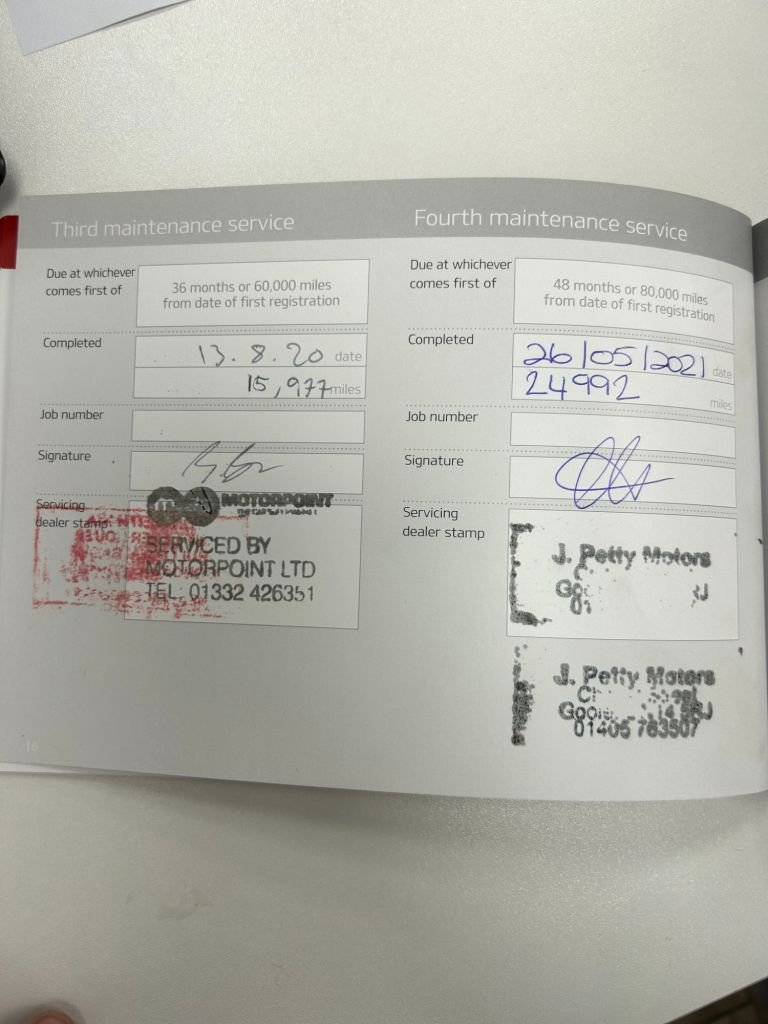 Third maintenance service
Due at whichever
comes first of
36 months or 60,000 miles
from date of first registration
Completed
13.8.20 date
15,977 miles
Job number
Signature
Servicing
dealer stamp
MOTORPOINT
SERVICED BY
MOTORPOINT LTD
TEL: 01332 426351
16
Fourth maintenance service
Due at whichever
comes first of
48 months or 80,000 miles
from date of first registration
Completed
26/05/2021 date
24992
miles
Job number
Signature
Servicing
dealer stamp
J. Petty Motors
J. Petty Motors
01405 763507